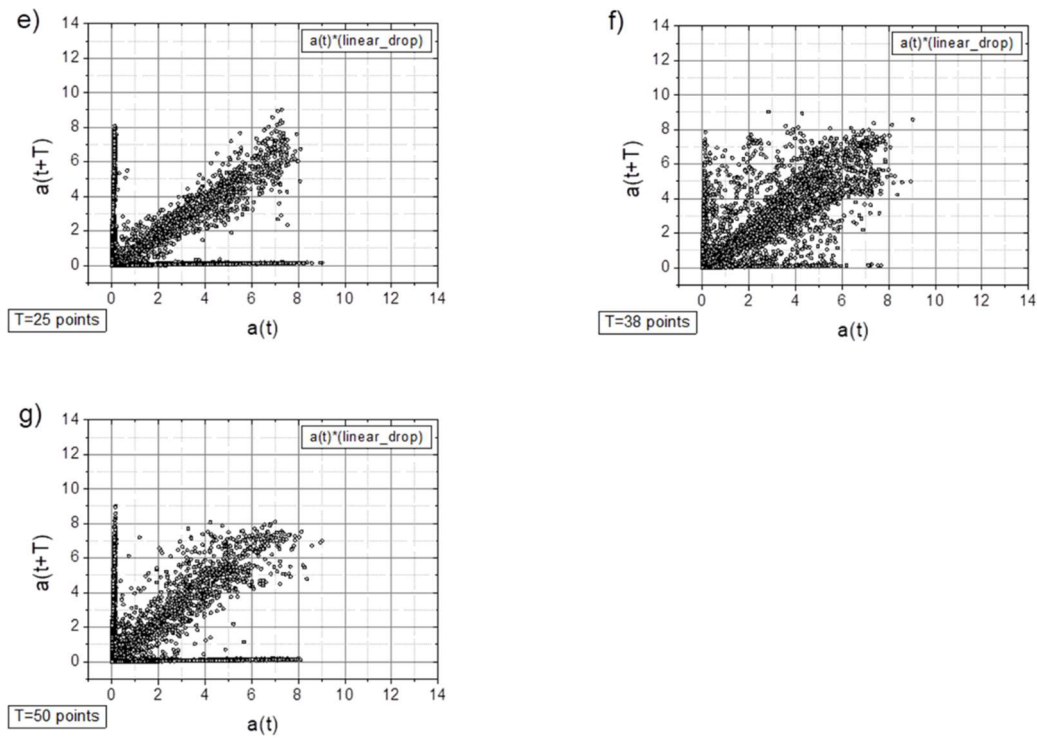 e)
a(t)*(linear_drop)
a(t+T)
14
12
10
8
6
4
2
0
0 2 4 6 8 10 12 14
T=25 points
a(t)
f)
a(t)*(linear_drop)
a(t+T)
14
12
10
8
6
4
2
0
0 2 4 6 8 10 12 14
T=38 points
a(t)
g)
a(t)*(linear_drop)
a(t+T)
14
12
10
8
6
4
2
0
0 2 4 6 8 10 12 14
T=50 points
a(t)